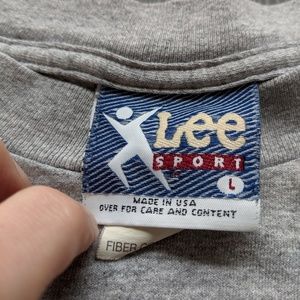 Lee
SPORT
L
MADE IN USA
OVER FOR CARE AND CONTENT
FIBER